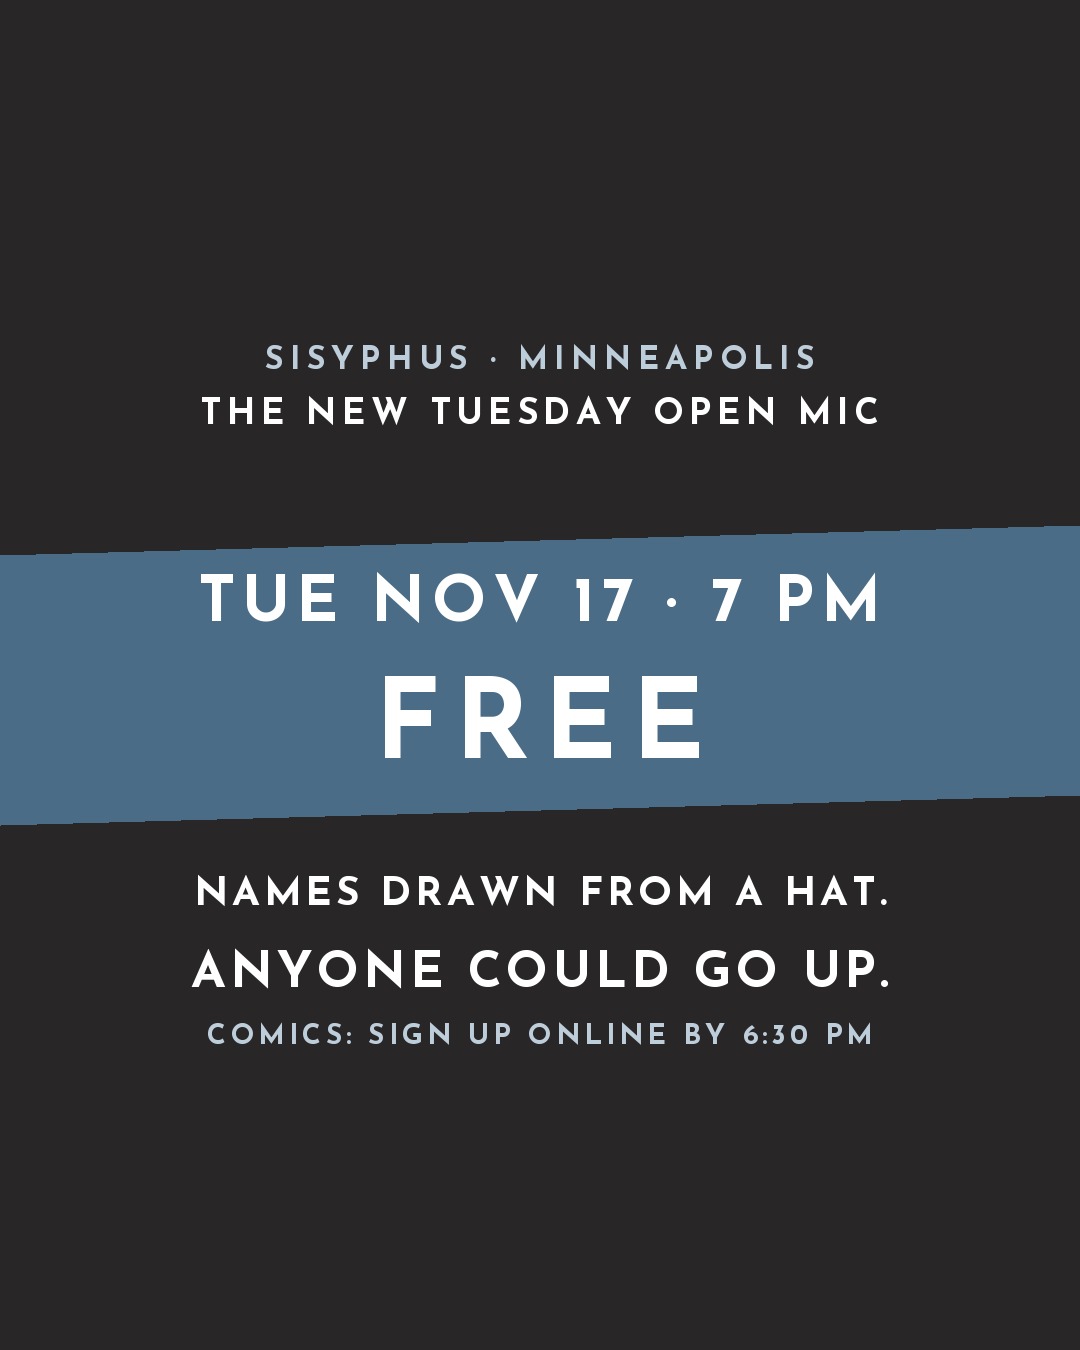 SISYPHUS · MINNEAPOLIS
THE NEW TUESDAY OPEN MIC
TUE NOV 17 · 7 PM
FREE
NAMES DRAWN FROM A HAT.
ANYONE COULD GO UP.
COMICS: SIGN UP ONLINE BY 6:30 PM